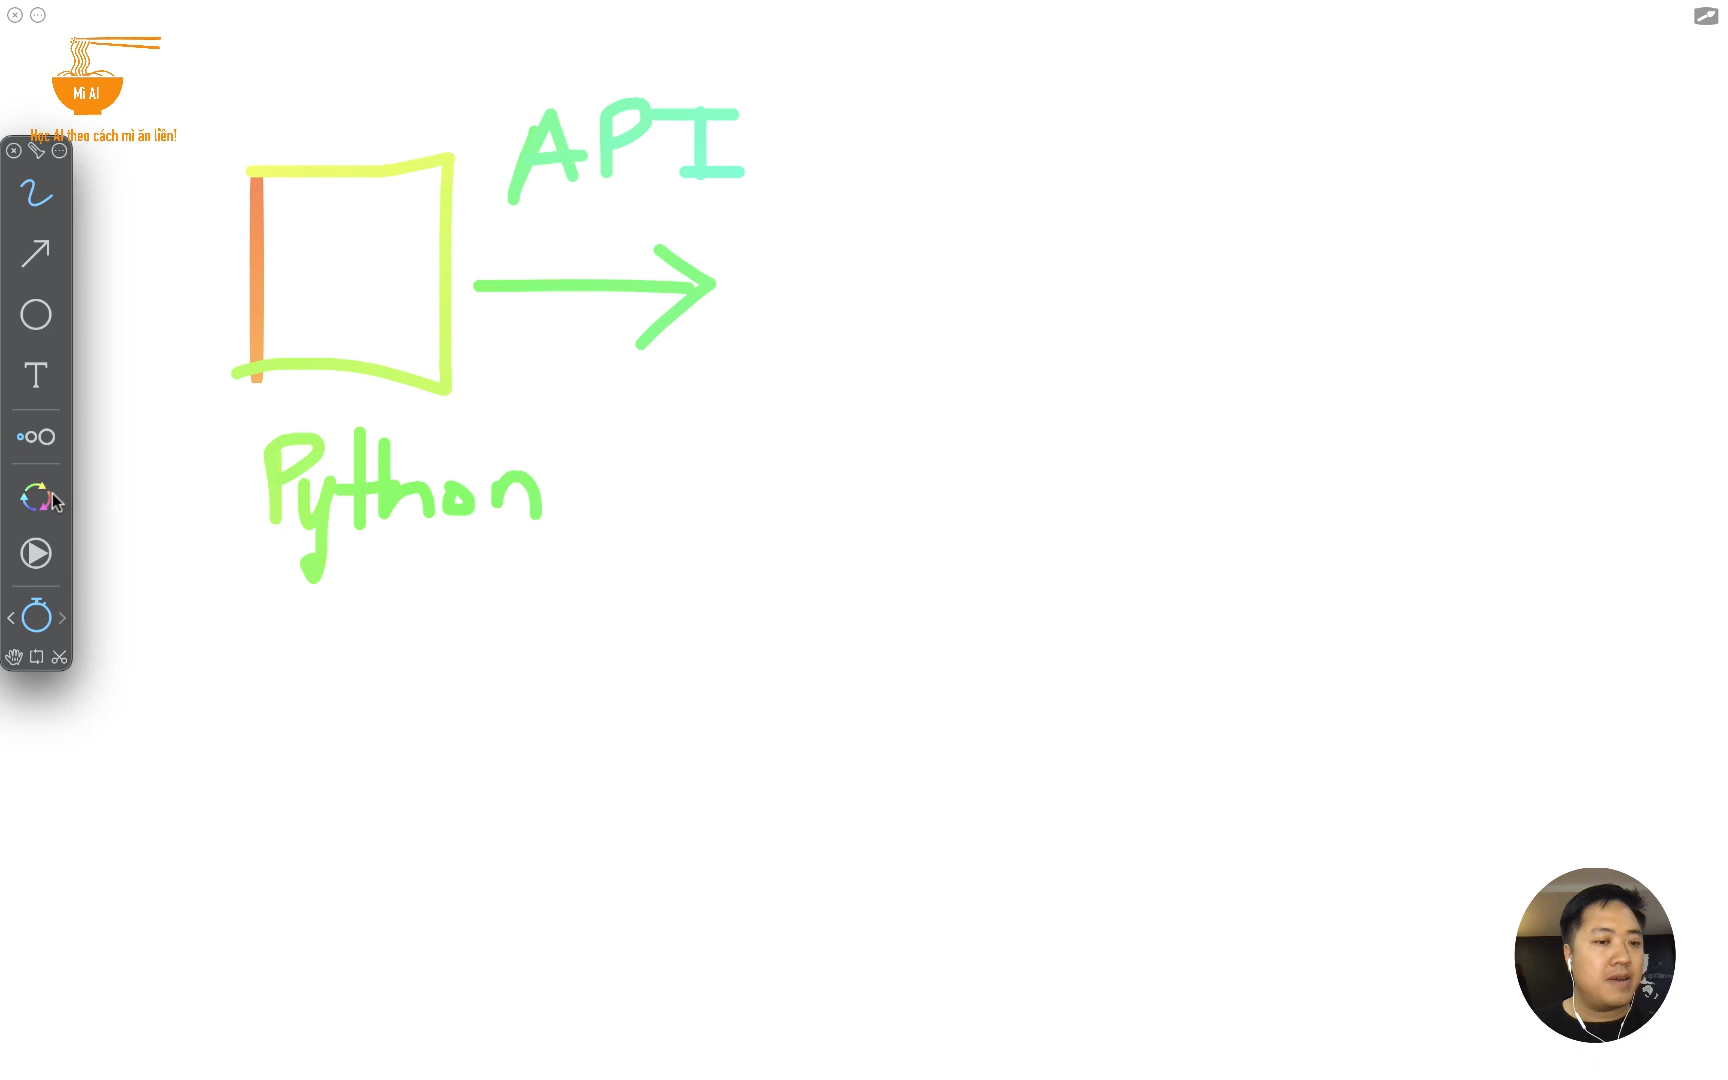 Mì AI
Học AI theo cách mì ăn liền!
API
Python
T